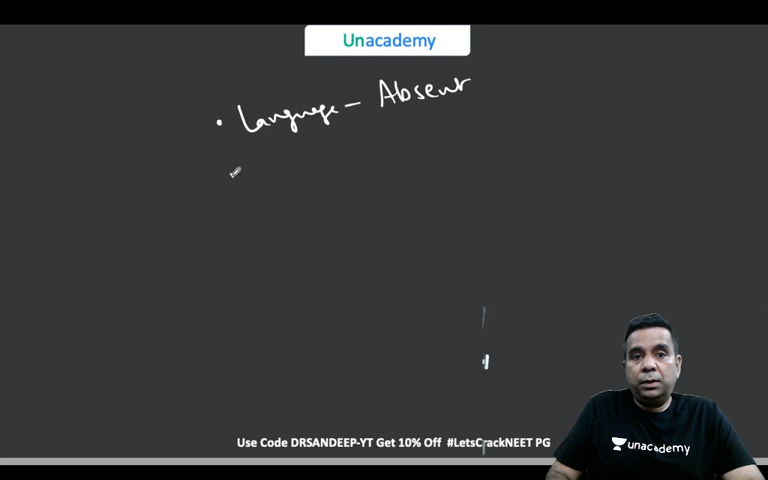 Unacademy
• Language - Absent
unacademy
Use Code DRSANDEEP-YT Get 10% Off #LetsCrackNEET PG